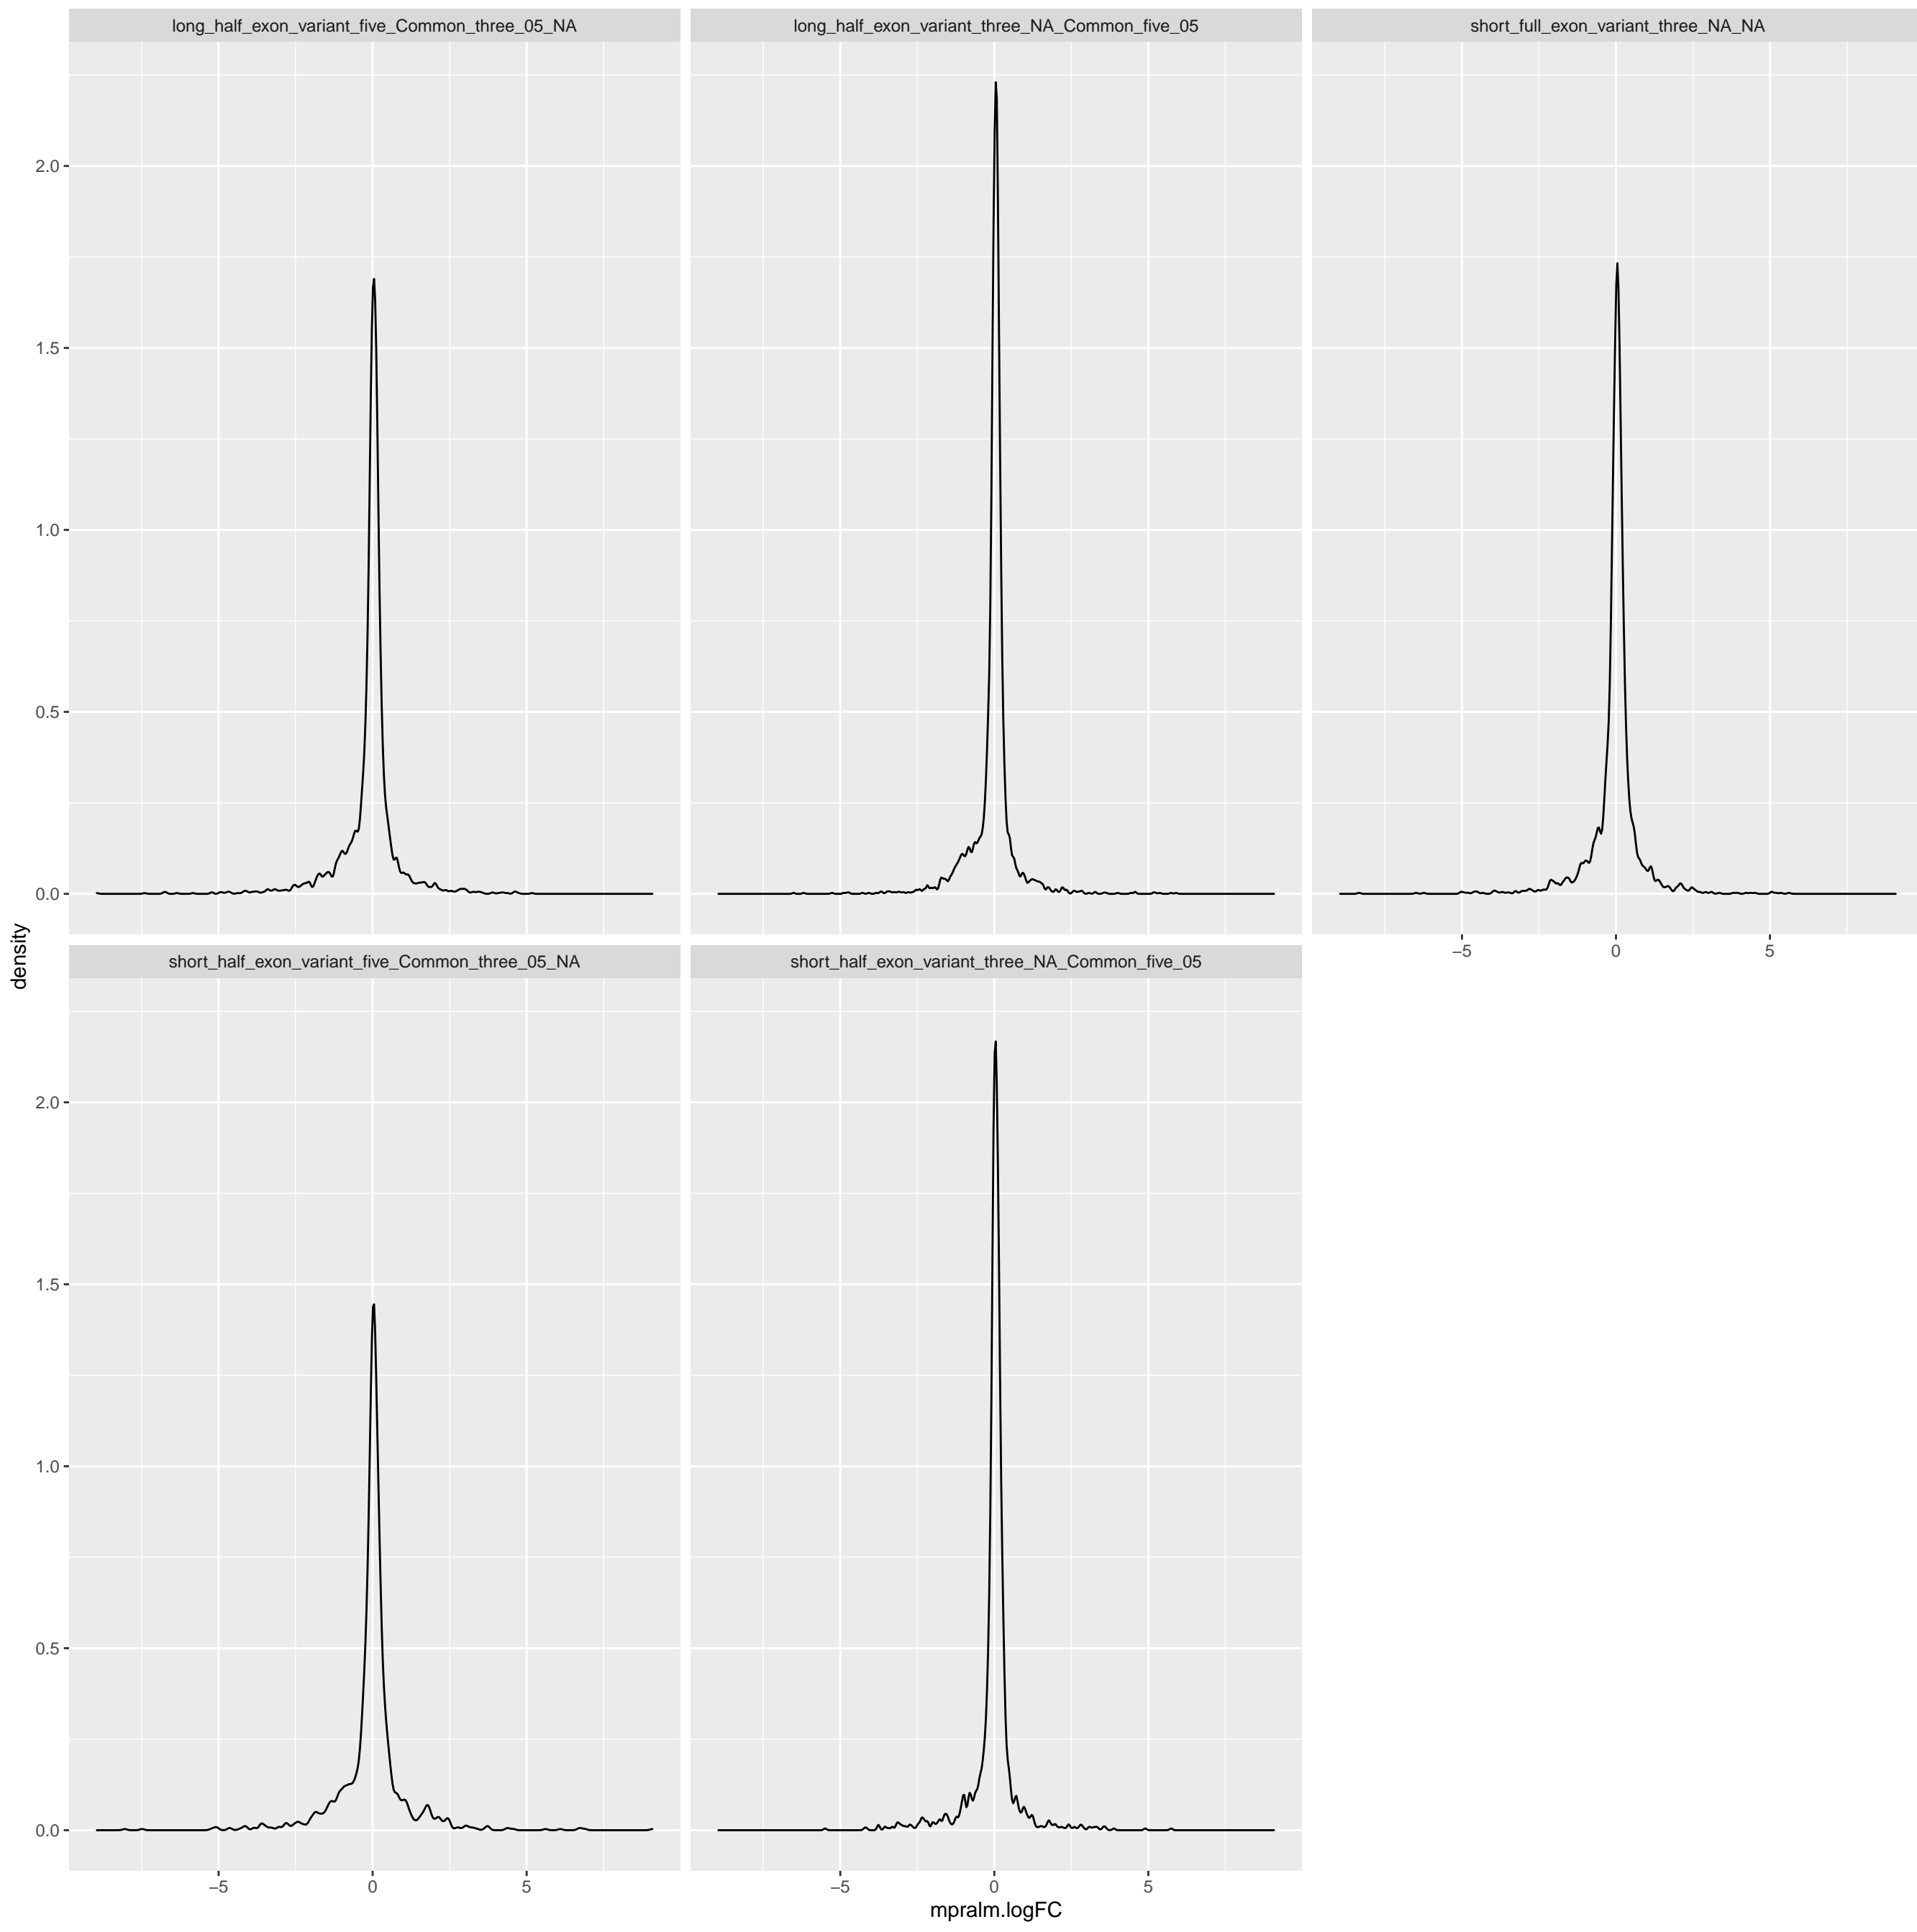 long_half_exon_variant_five_Common_three_05_NA
long_half_exon_variant_three_NA_Common_five_05
short_full_exon_variant_three_NA_NA
2.0
1.5
1.0
0.5
0.0
−5 0 5
density
short_half_exon_variant_five_Common_three_05_NA
short_half_exon_variant_three_NA_Common_five_05
2.0
1.5
1.0
0.5
0.0
−5 0 5
−5 0 5
mpralm.logFC